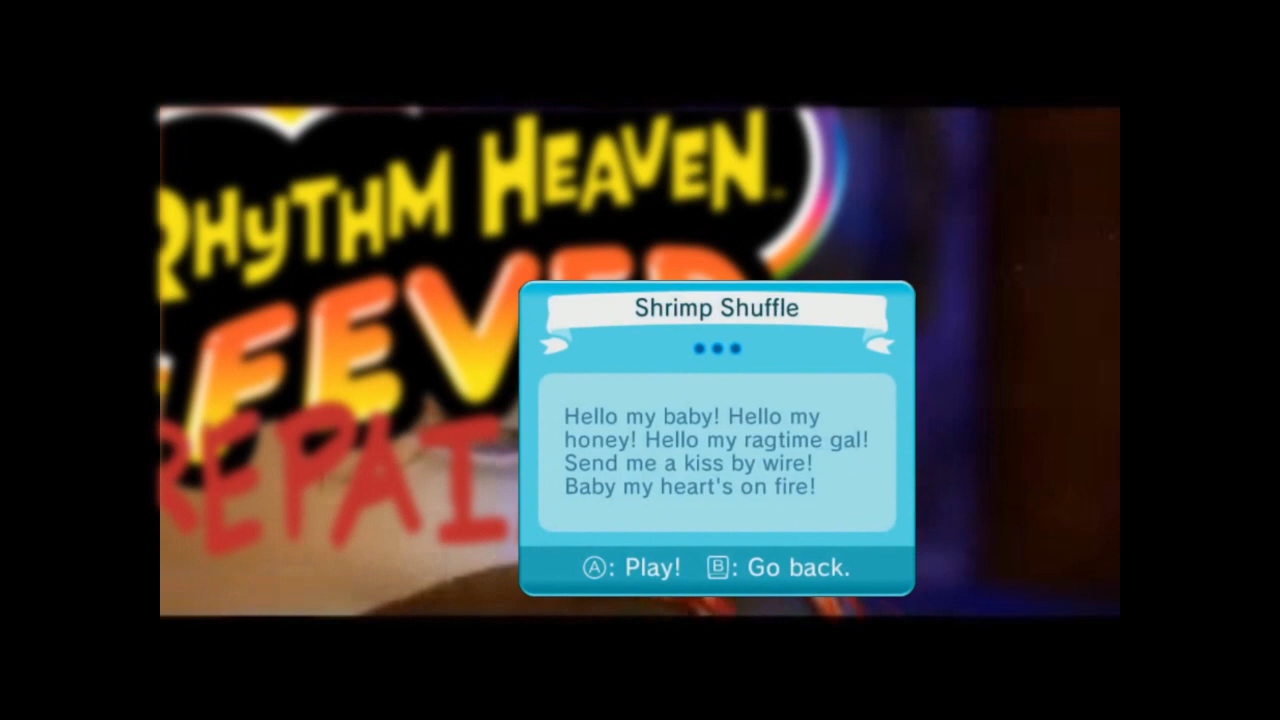 RHYTHM HEAVEN
FEVER
REPAI
Shrimp Shuffle
Hello my baby! Hello my
honey! Hello my ragtime gal!
Send me a kiss by wire!
Baby my heart's on fire!
Ⓐ: Play! 🄱: Go back.